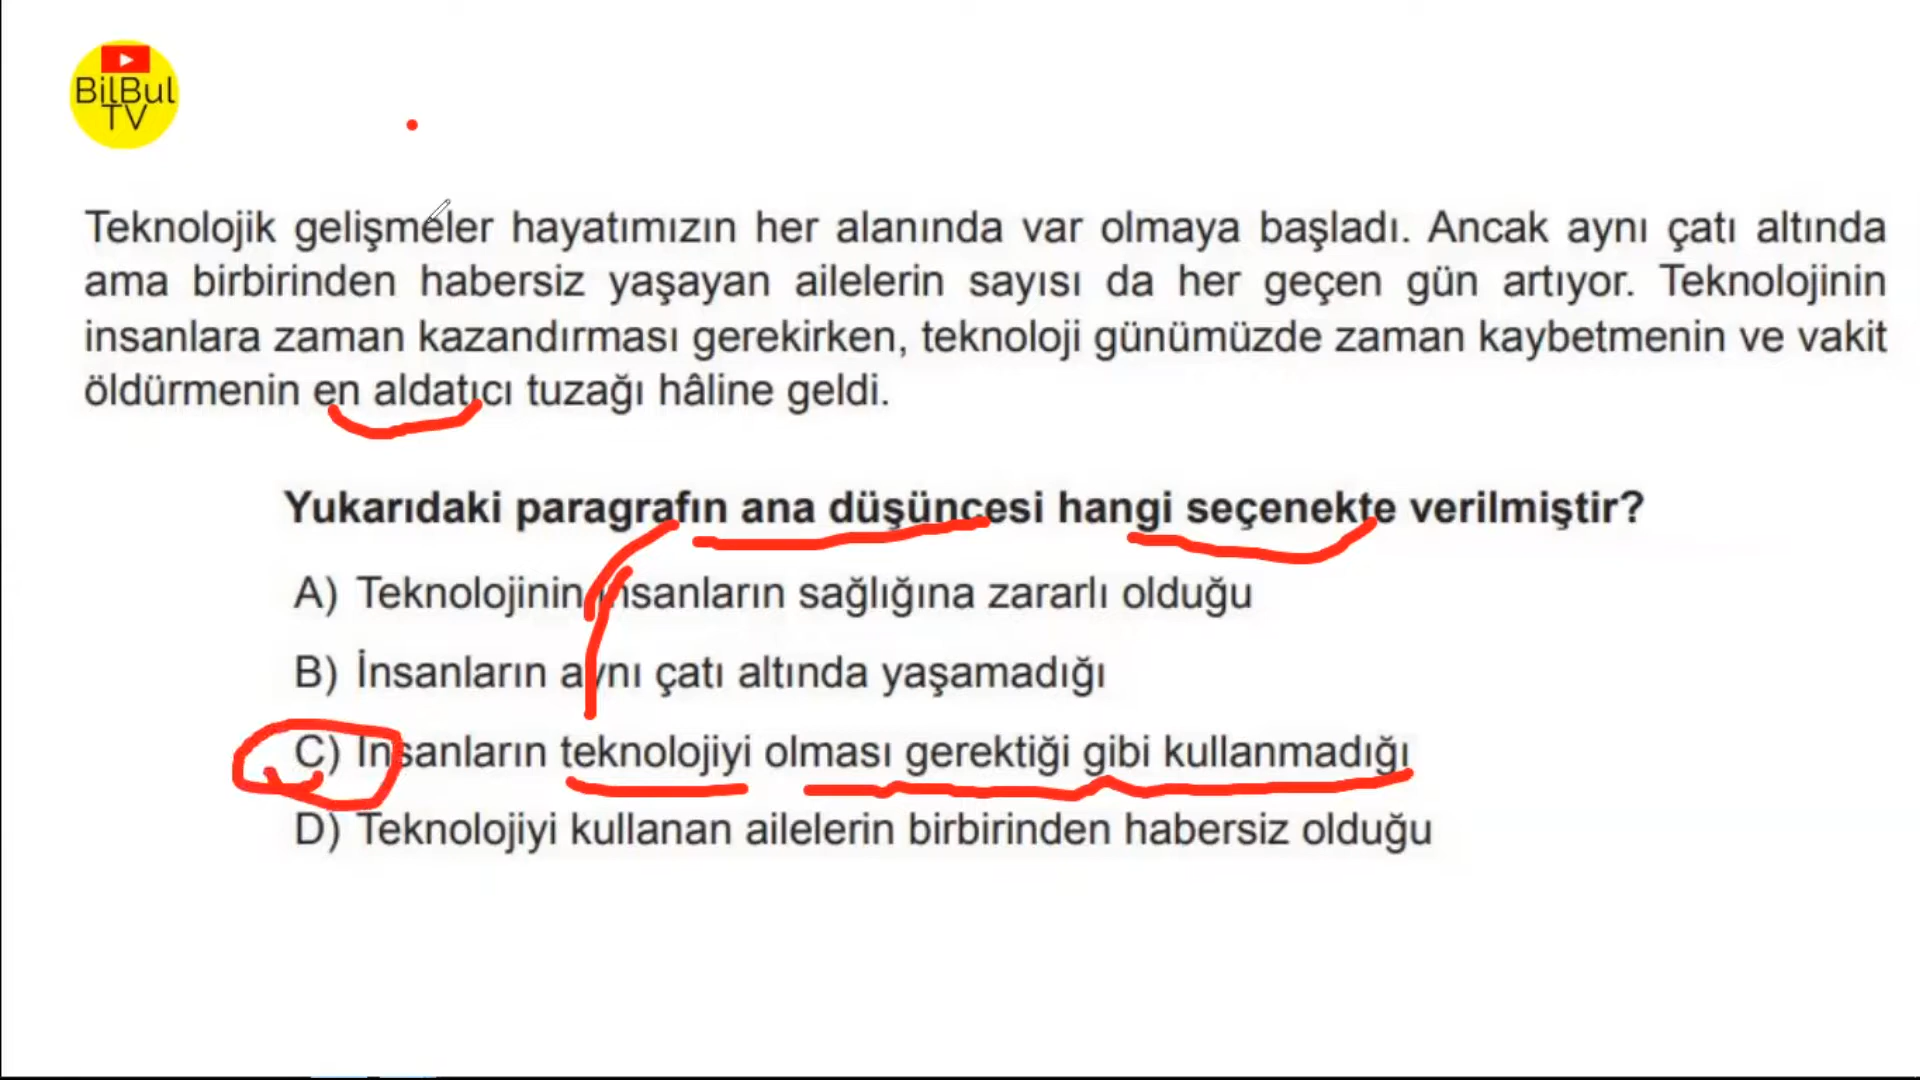 BilBul
TV
Teknolojik gelişmeler hayatımızın her alanında var olmaya başladı. Ancak aynı çatı altında
ama birbirinden habersiz yaşayan ailelerin sayısı da her geçen gün artıyor. Teknolojinin
insanlara zaman kazandırması gerekirken, teknoloji günümüzde zaman kaybetmenin ve vakit
öldürmenin en aldatıcı tuzağı hâline geldi.
Yukarıdaki paragrafın ana düşüncesi hangi seçenekte verilmiştir?
A) Teknolojinin insanların sağlığına zararlı olduğu
B) İnsanların aynı çatı altında yaşamadığı
C) İnsanların teknolojiyi olması gerektiği gibi kullanmadığı
D) Teknolojiyi kullanan ailelerin birbirinden habersiz olduğu